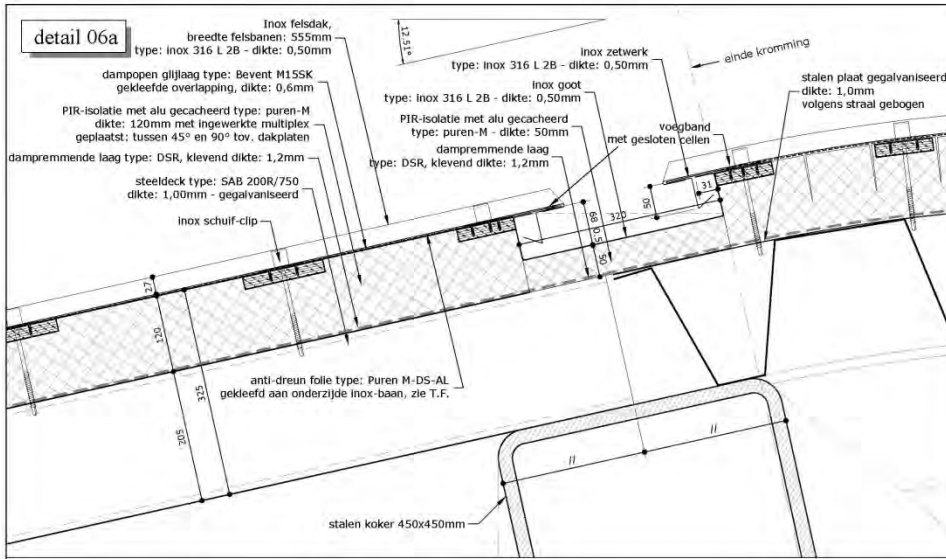 detail 06a
Inox felsdak,
breedte felsbanen: 555mm
type: inox 316 L 2B - dikte: 0,50mm
dampopen glijlaag type: Bevent M15SK
gekleefde overlapping, dikte: 0,6mm
PIR-isolatie met alu gecacheerd type: puren-M
dikte: 120mm met ingewerkte multiplex
geplaatst: tussen 45° en 90° tov. dakplaten
dampremmende laag type: DSR, klevend dikte: 1,2mm
steeldeck type: SAB 200R/750
dikte: 1,00mm - gegalvaniseerd
inox schuif-clip
12.51°
inox zetwerk
type: inox 316 L 2B - dikte: 0,50mm
inox goot
type: inox 316 L 2B - dikte: 0,50mm
PIR-isolatie met alu gecacheerd
type: puren-M - dikte: 50mm
dampremmende laag
type: DSR, klevend dikte: 1,2mm
einde kromming
stalen plaat gegalvaniseerd
dikte: 1,0mm
volgens straal gebogen
voegband
met gesloten cellen
31
50
320
68
0.5
50
27
120
325
205
anti-dreun folie type: Puren M-DS-AL
gekleefd aan onderzijde inox-baan, zie T.F.
//
//
stalen koker 450x450mm